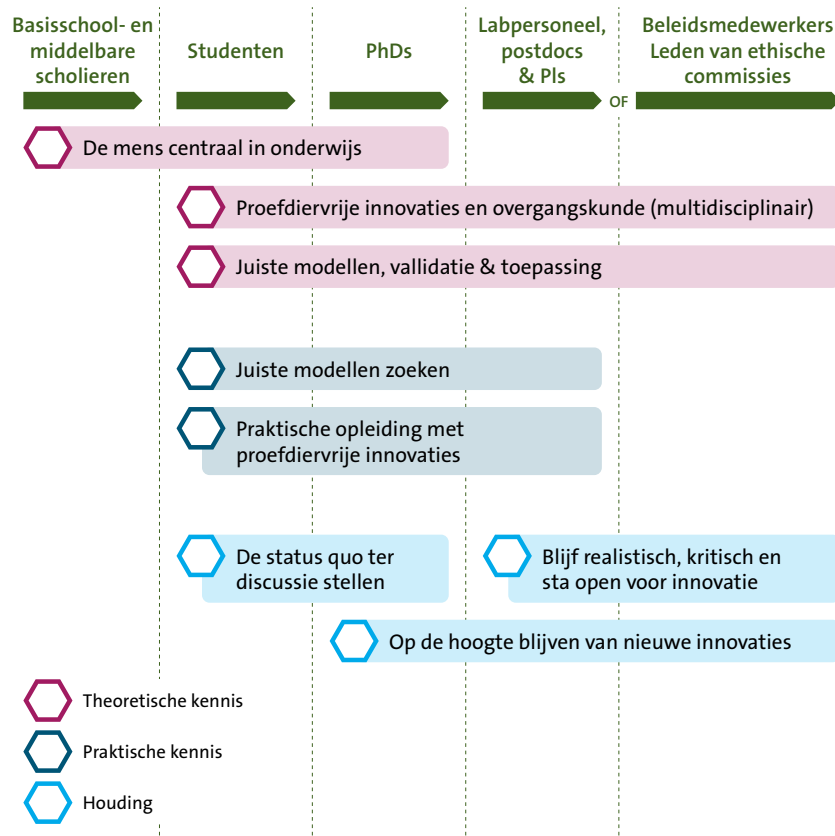 Basisschool- en
middelbare
scholieren
Studenten
PhDs
Labpersoneel,
postdocs
& PIs
OF
Beleidsmedewerkers
Leden van ethische
commissies
De mens centraal in onderwijs
Proefdiervrije innovaties en overgangskunde (multidisciplinair)
Juiste modellen, vallidatie & toepassing
Juiste modellen zoeken
Praktische opleiding met
proefdiervrije innovaties
De status quo ter
discussie stellen
Blijf realistisch, kritisch en
sta open voor innovatie
Op de hoogte blijven van nieuwe innovaties
Theoretische kennis
Praktische kennis
Houding